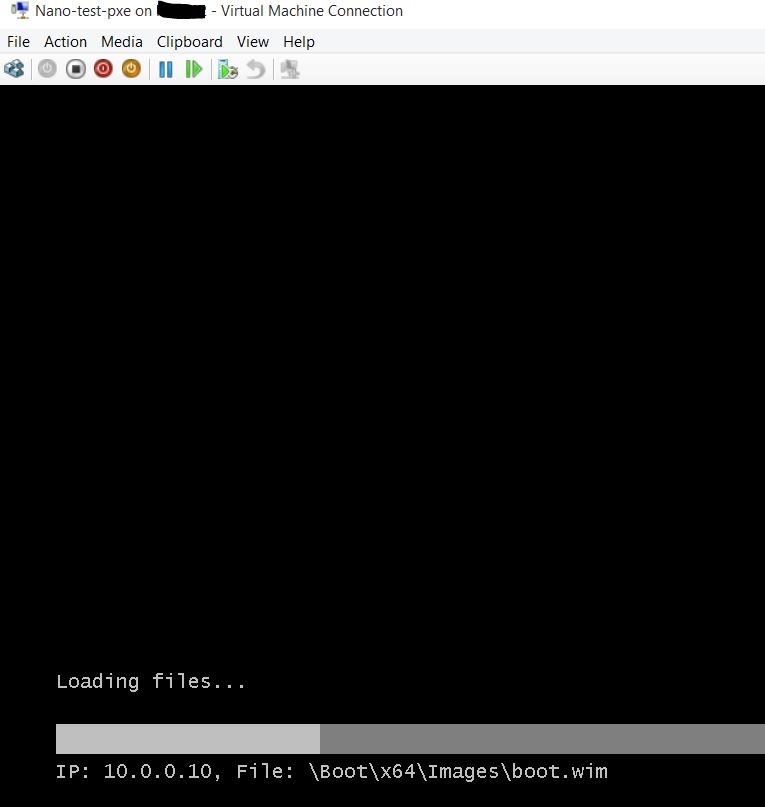 Nano-test-pxe on - Virtual Machine Connection
File Action Media Clipboard View Help
Loading files...
IP: 10.0.0.10, File: \Boot\x64\Images\boot.wim